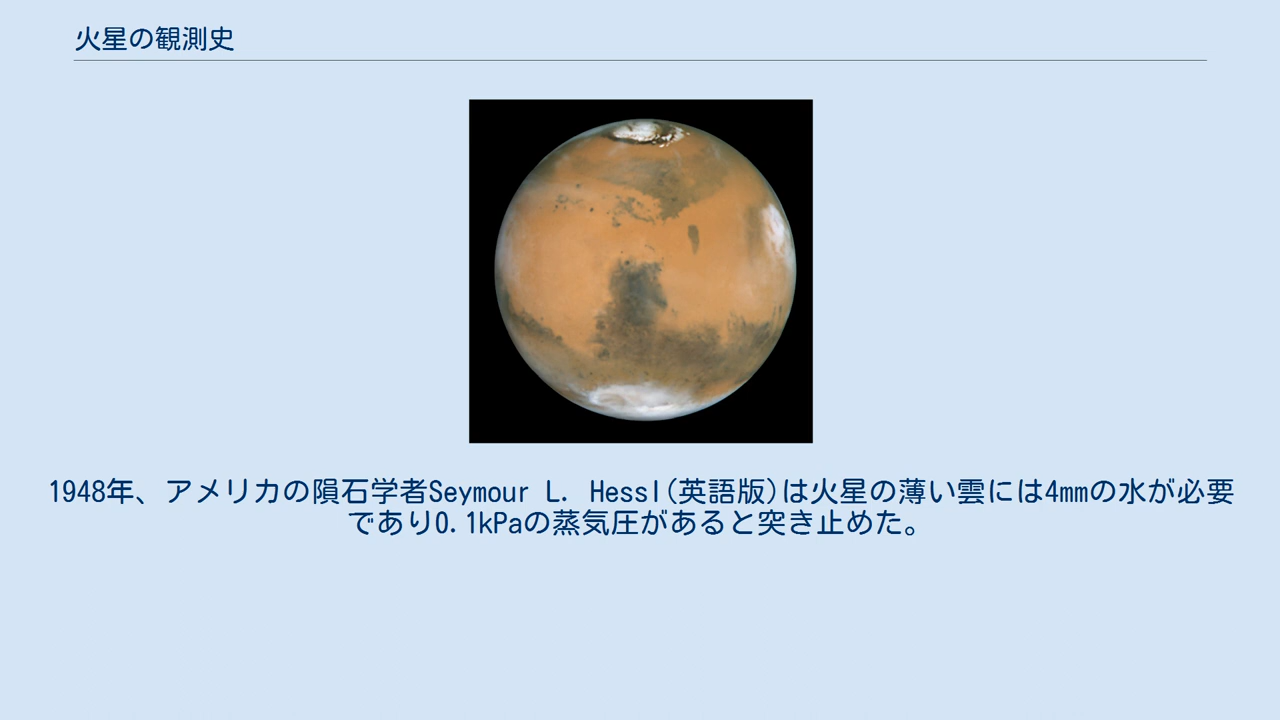 火星の観測史
1948年、アメリカの隕石学者Seymour L. Hessl(英語版)は火星の薄い雲には4mmの水が必要
であり0.1kPaの蒸気圧があると突き止めた。